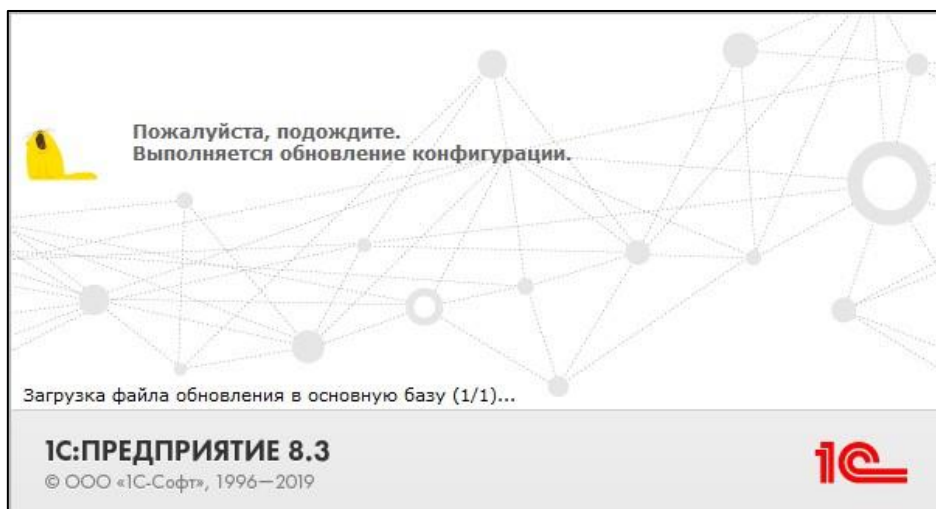 Пожалуйста, подождите.
Выполняется обновление конфигурации.
Загрузка файла обновления в основную базу (1/1)...
1С:ПРЕДПРИЯТИЕ 8.3
© ООО «1С-Софт», 1996—2019
1С